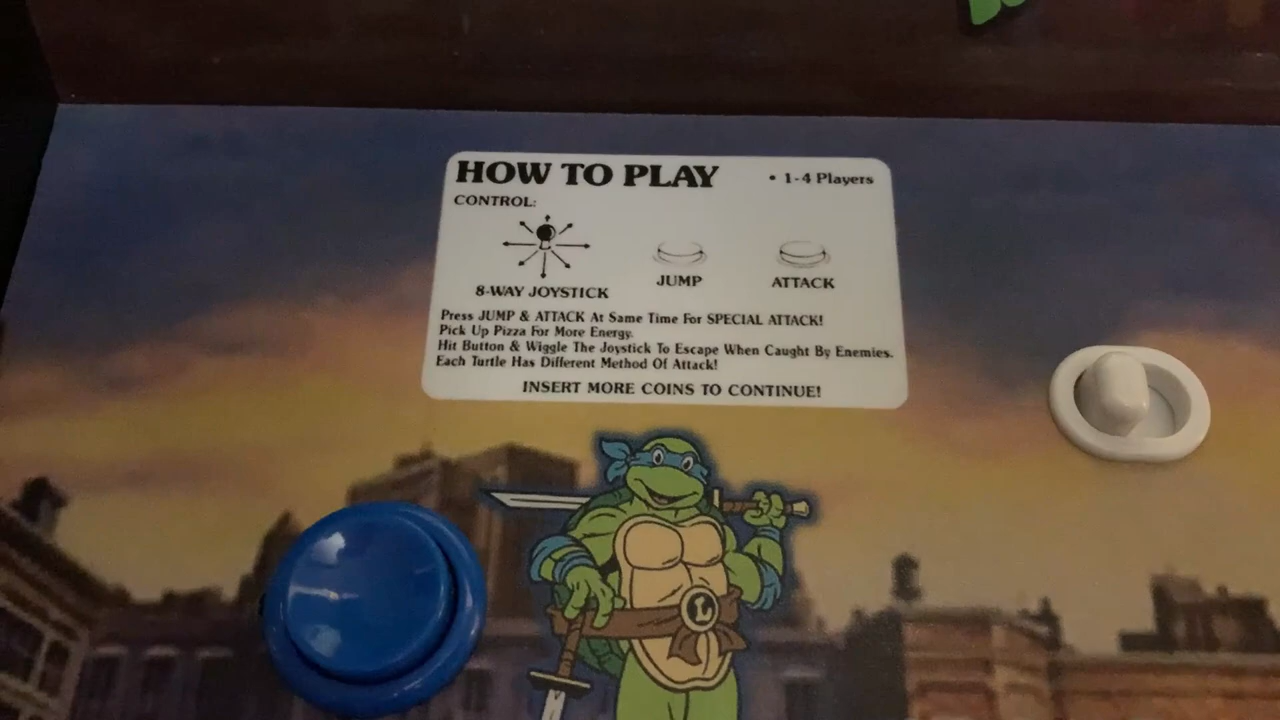 HOW TO PLAY • 1-4 Players
CONTROL:
8-WAY JOYSTICK JUMP ATTACK
Press JUMP & ATTACK At Same Time For SPECIAL ATTACK!
Pick Up Pizza For More Energy.
Hit Button & Wiggle The Joystick To Escape When Caught By Enemies.
Each Turtle Has Different Method Of Attack!
INSERT MORE COINS TO CONTINUE!
L